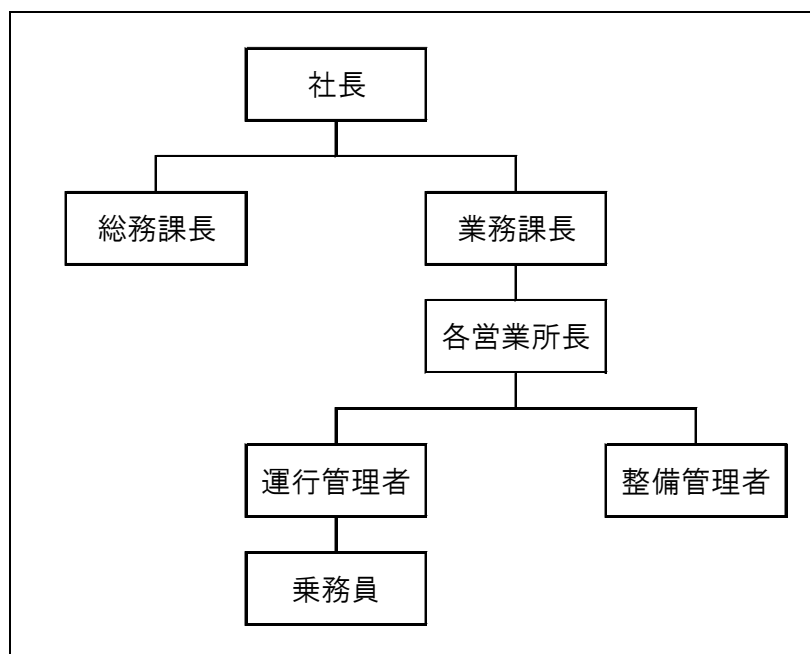 社長
総務課長
業務課長
各営業所長
運行管理者
整備管理者
乗務員